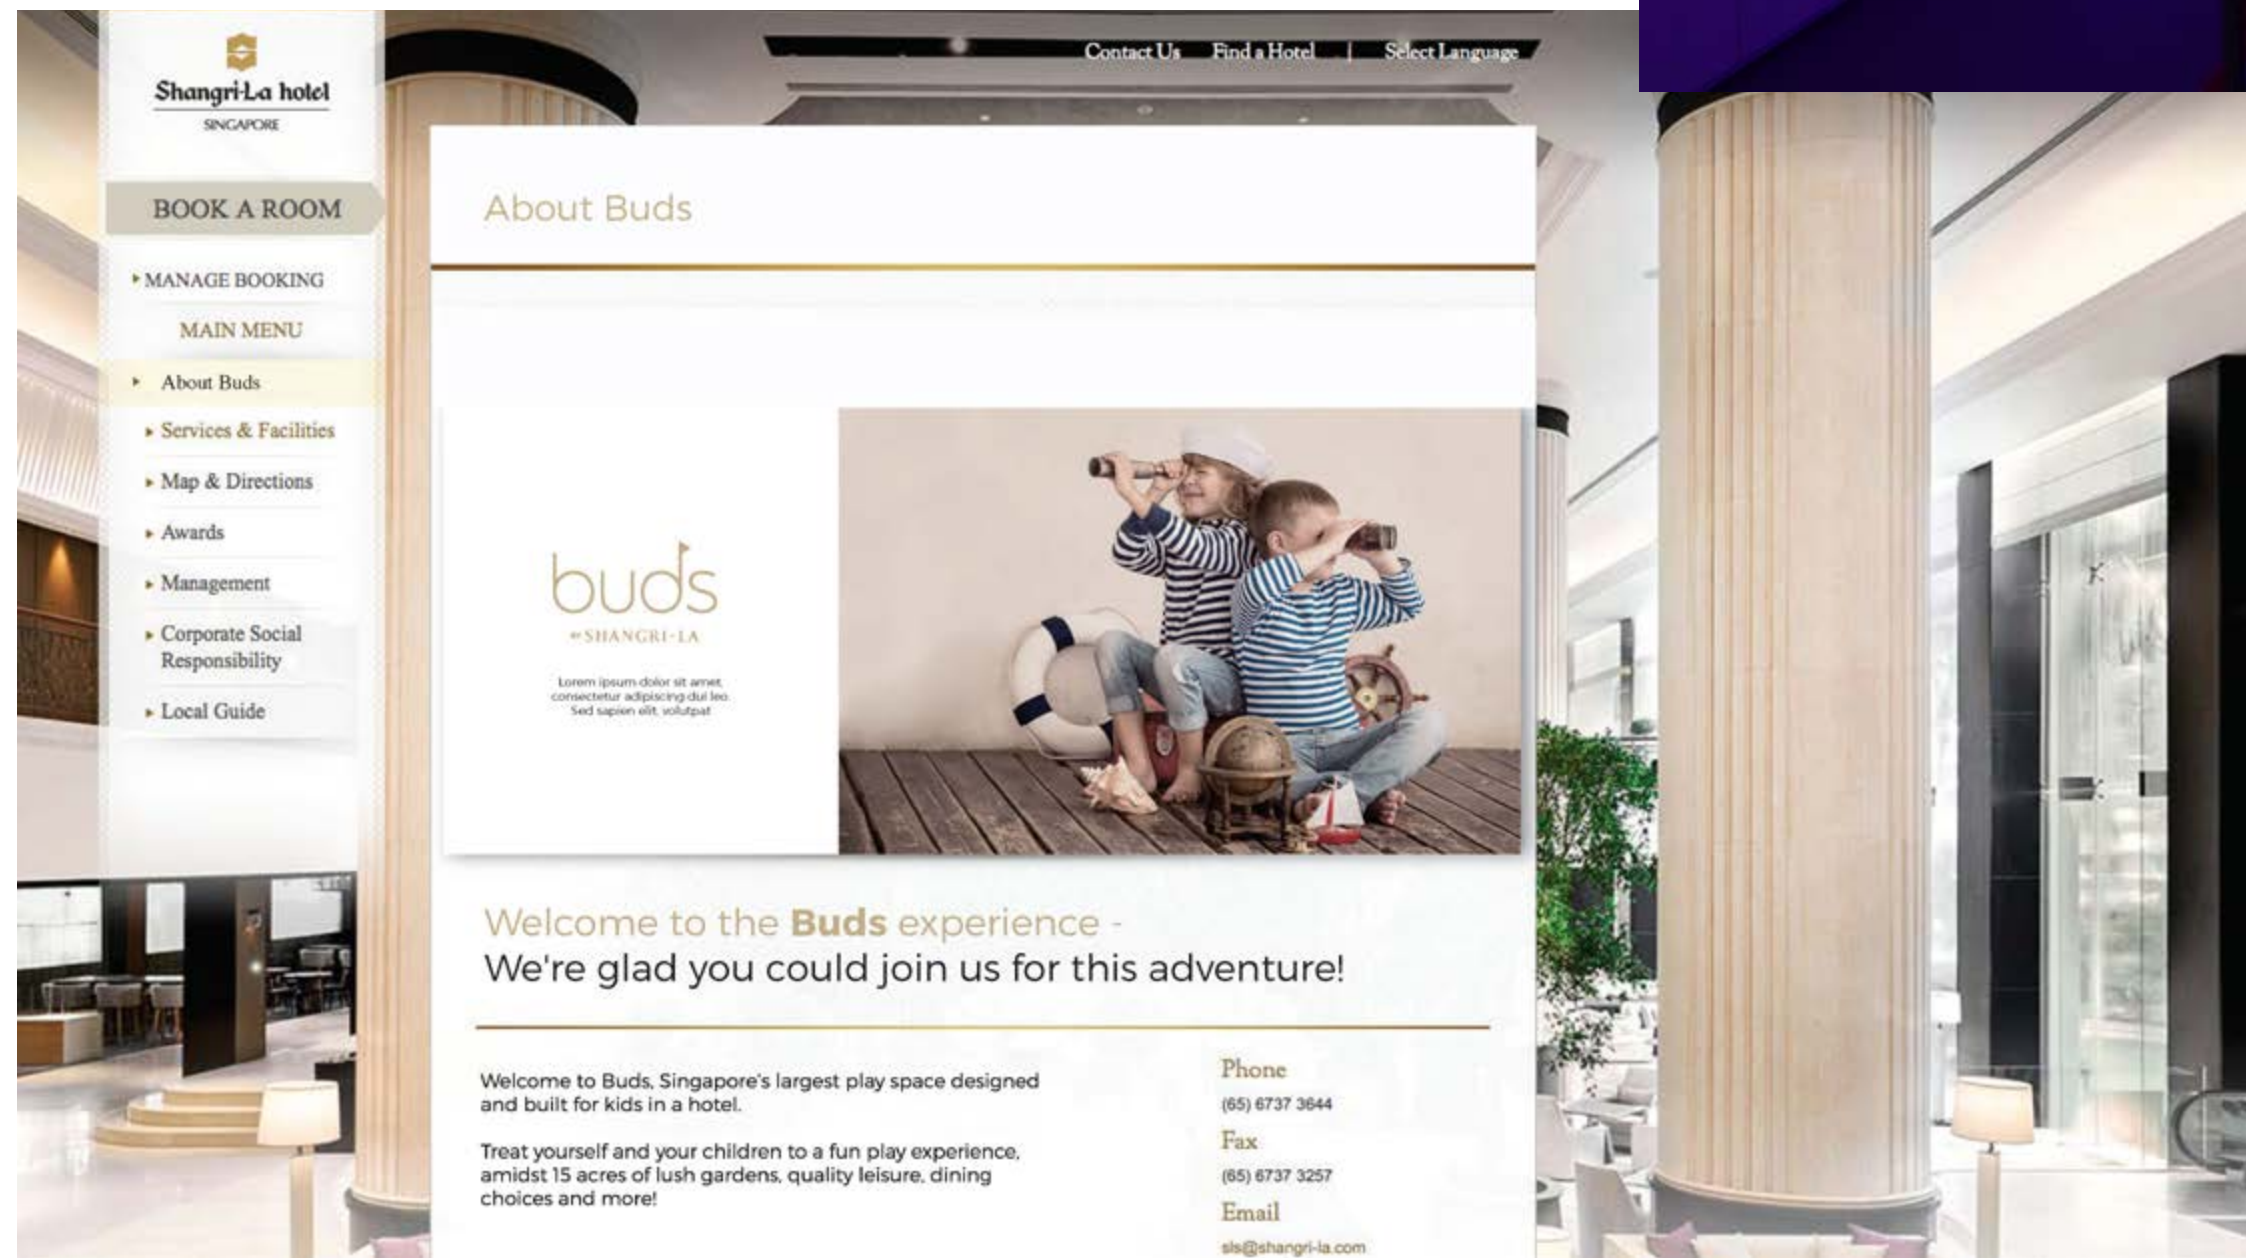 Shangri-La hotel
SINGAPORE
Contact Us Find a Hotel | Select Language
BOOK A ROOM
MANAGE BOOKING
MAIN MENU
About Buds
Services & Facilities
Map & Directions
Awards
Management
Corporate Social
Responsibility
Local Guide
About Buds
buds
BY SHANGRI-LA
Lorem ipsum dolor sit amet,
consectetur adipiscing dui leo.
Sed sapien elit, volutpat
Welcome to the Buds experience -
We're glad you could join us for this adventure!
Welcome to Buds, Singapore's largest play space designed
and built for kids in a hotel.
Treat yourself and your children to a fun play experience,
amidst 15 acres of lush gardens, quality leisure, dining
choices and more!
Phone
(65) 6737 3644
Fax
(65) 6737 3257
Email
sls@shangri-la.com